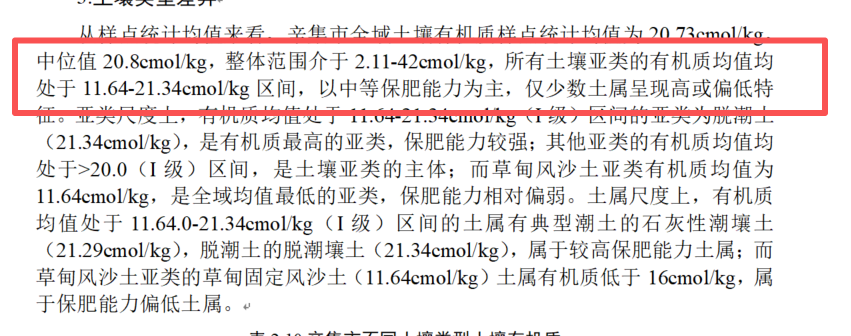 从样点统计均值来看，辛集市全域土壤有机质样点统计均值为 20.73cmol/kg，
中位值 20.8cmol/kg，整体范围介于 2.11-42cmol/kg，所有土壤亚类的有机质均值均
处于 11.64-21.34cmol/kg 区间，以中等保肥能力为主，仅少数土属呈现高或偏低特
征。亚类尺度上，有机质均值处于 11.64-21.34cmol/kg（I 级）区间的亚类为脱潮土
（21.34cmol/kg），是有机质最高的亚类，保肥能力较强；其他亚类的有机质均值均
处于>20.0（I 级）区间，是土壤亚类的主体；而草甸风沙土亚类有机质均值为
11.64cmol/kg，是全域均值最低的亚类，保肥能力相对偏弱。土属尺度上，有机质
均值处于 11.64.0-21.34cmol/kg（I 级）区间的土属有典型潮土的石灰性潮壤土
（21.29cmol/kg），脱潮土的脱潮壤土（21.34cmol/kg），属于较高保肥能力土属；而
草甸风沙土亚类的草甸固定风沙土（11.64cmol/kg）土属有机质低于 16cmol/kg，属
于保肥能力偏低土属。